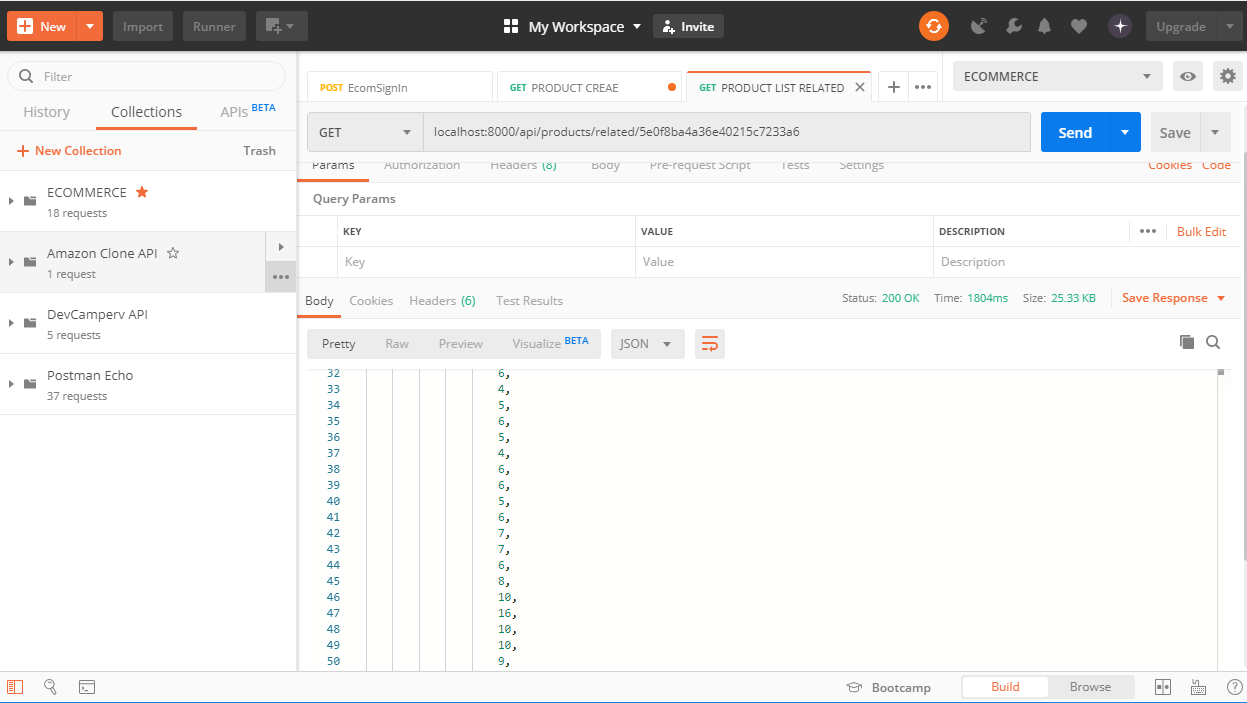 New Import Runner My Workspace Invite Upgrade
Filter
History Collections APIs BETA
New Collection Trash
ECOMMERCE
18 requests
Amazon Clone API
1 request
DevCamperv API
5 requests
Postman Echo
37 requests
POST EcomSignIn GET PRODUCT CREAE GET PRODUCT LIST RELATED ECOMMERCE
GET localhost:8000/api/products/related/5e0f8ba4a36e40215c7233a6 Send Save
Params Authorization Headers (8) Body Pre-request Script Tests Settings Cookies Code
Query Params
KEY VALUE DESCRIPTION Bulk Edit
Key Value Description
Body Cookies Headers (6) Test Results Status: 200 OK Time: 1804ms Size: 25.33 KB Save Response
Pretty Raw Preview Visualize BETA JSON
32 6,
33 4,
34 5,
35 6,
36 5,
37 4,
38 6,
39 6,
40 5,
41 6,
42 7,
43 7,
44 6,
45 8,
46 10,
47 16,
48 10,
49 10,
50 9,
Bootcamp Build Browse